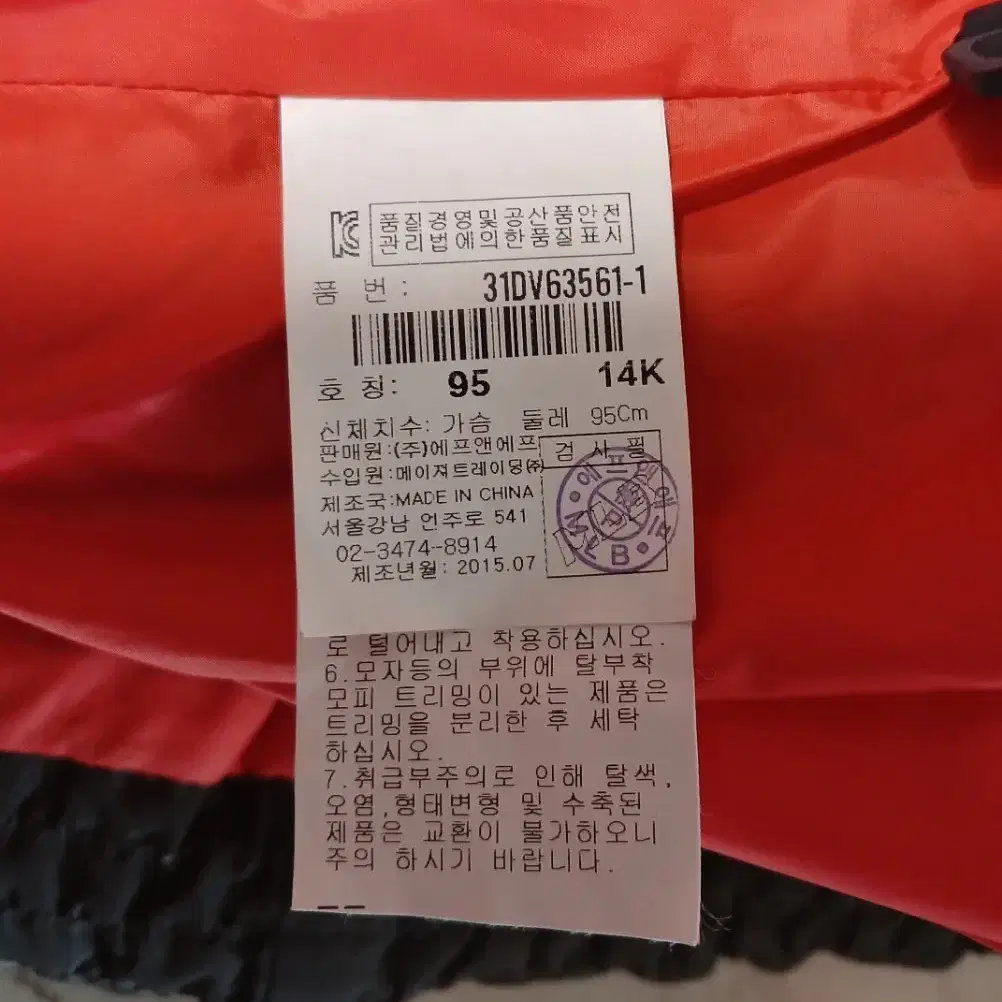 품질경영및공산품안전
관리법에의한품질표시
품 번 : 31DV63561-1
호 칭: 95 14K
신체치수: 가슴 둘레 95Cm
판매원:(주)에프앤에프
수입원:메이져트레이딩(주)
제조국:MADE IN CHINA
서울강남 언주로 541
02-3474-8914
제조년월: 2015.07
검 사 필
로 털어내고 착용하십시오.
6.모자등의 부위에 탈부착
모피 트리밍이 있는 제품은
트리밍을 분리한 후 세탁
하십시오.
7.취급부주의로 인해 탈색,
오염,형태변형 및 수축된
제품은 교환이 불가하오니
주의 하시기 바랍니다.